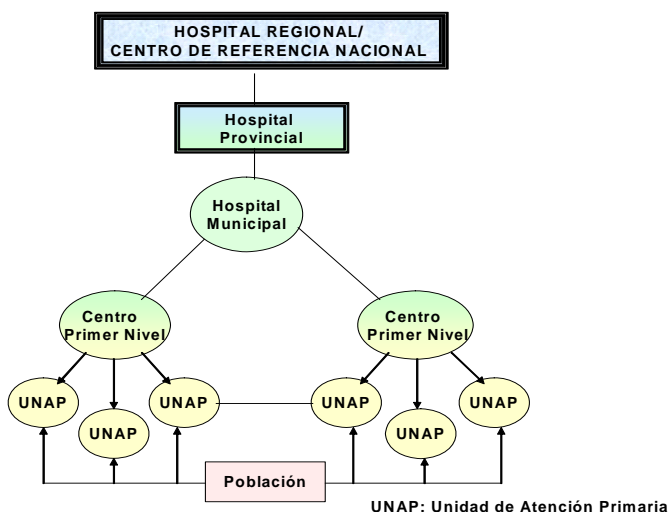 HOSPITAL REGIONAL/
CENTRO DE REFERENCIA NACIONAL
Hospital
Provincial
Hospital
Municipal
Centro
Primer Nivel
Centro
Primer Nivel
UNAP
UNAP
UNAP
UNAP
UNAP
UNAP
Población
UNAP: Unidad de Atención Primaria